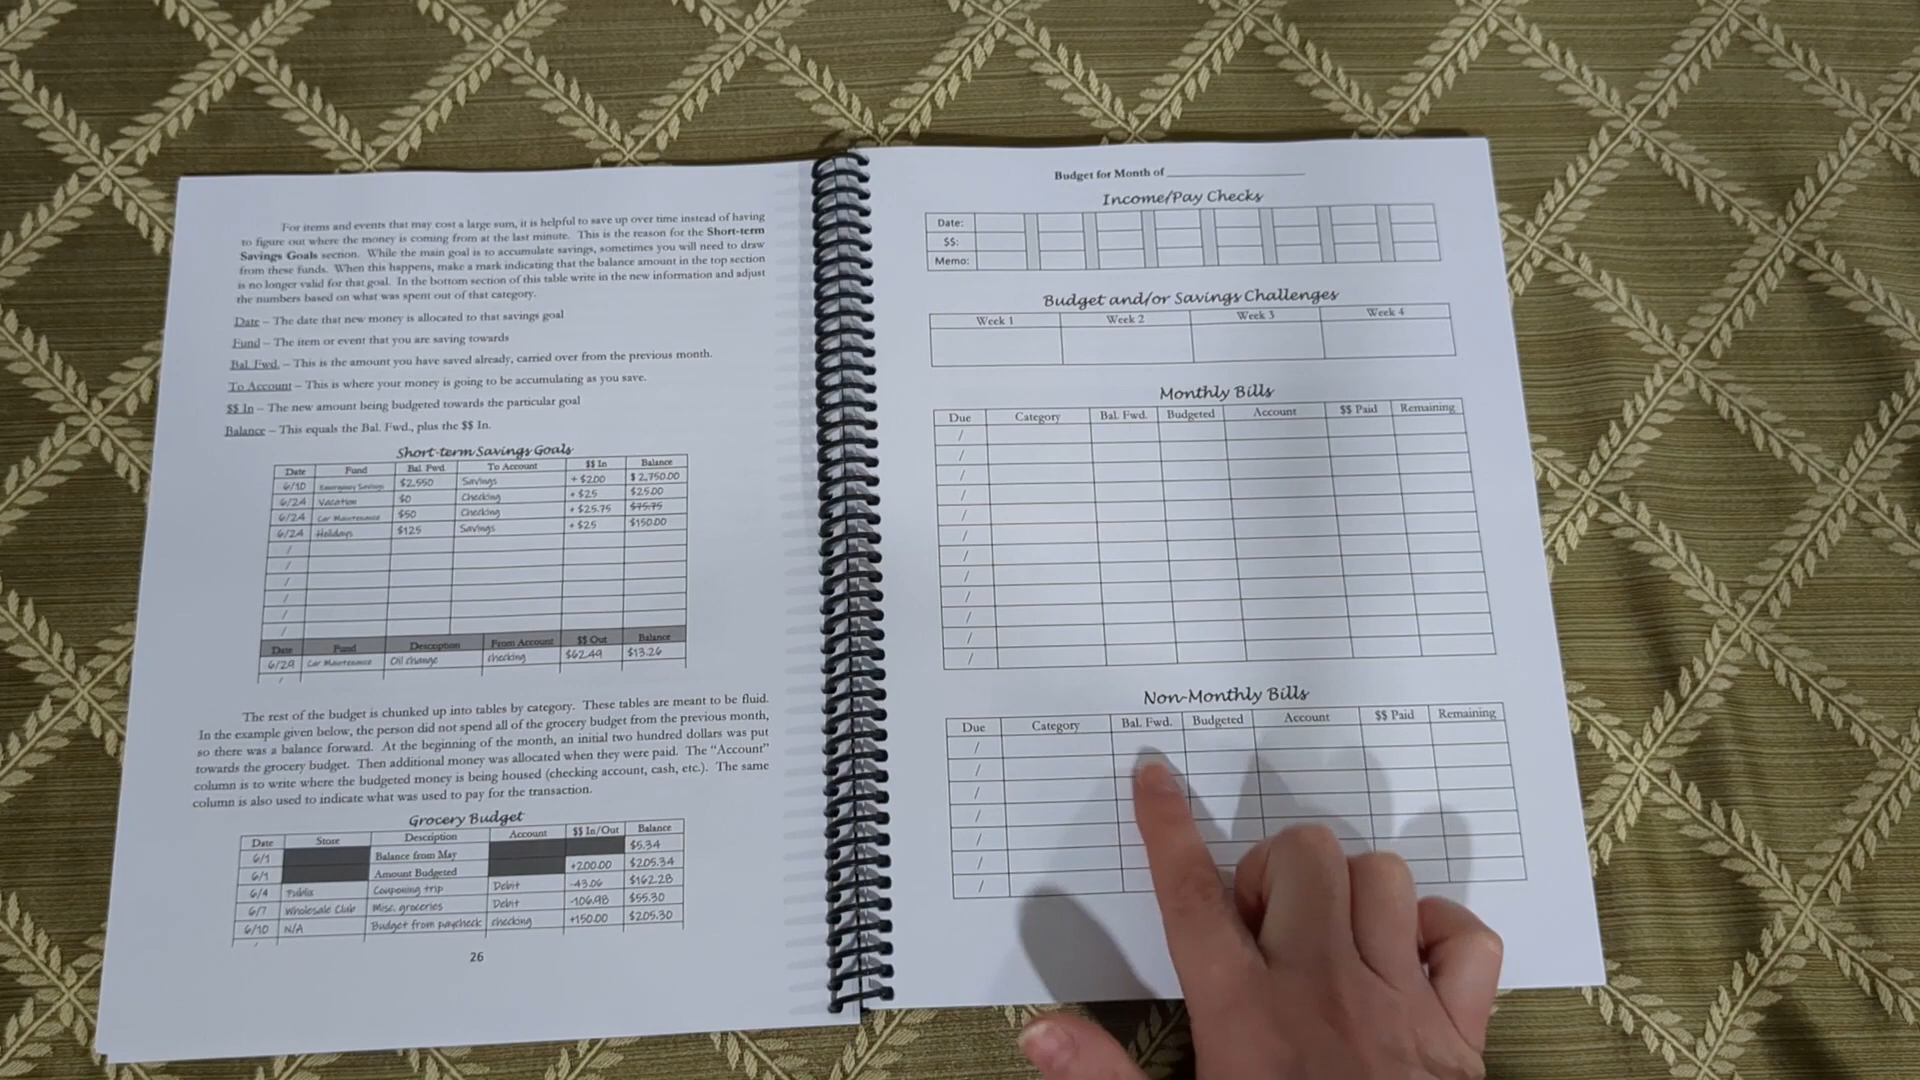 For items and events that may cost a large sum, it is helpful to save up over time instead of having
to figure out where the money is coming from at the last minute. This is the reason for the Short-term
Savings Goals section. While the main goal is to accumulate savings, sometimes you will need to draw
from these funds. When this happens, make a mark indicating that the balance amount in the top section
is no longer valid for that goal. In the bottom section of this table write in the new information and adjust
the numbers based on what was spent out of that category.
Date – The date that new money is allocated to that savings goal
Fund – The item or event that you are saving towards
Bal. Fwd. – This is the amount you have saved already, carried over from the previous month.
To Account – This is where your money is going to be accumulating as you save.
$$ In – The new amount being budgeted towards the particular goal
Balance – This equals the Bal. Fwd., plus the $$ In.
Short-term Savings Goals
Date Fund Bal. Fwd. To Account $$ In Balance
6/10 Emergency Savings $2,550 Savings + $200 $ 2,750.00
6/24 Vacation $0 Checking + $25 $25.00
6/24 Car Maintenance $50 Checking + $25.75 $75.75
6/24 Holidays $125 Savings + $25 $150.00
/
/
/
/
/
/
Date Fund Description From Account $$ Out Balance
6/29 Car Maintenance Oil change checking $62.49 $13.26
/
The rest of the budget is chunked up into tables by category. These tables are meant to be fluid.
In the example given below, the person did not spend all of the grocery budget from the previous month,
so there was a balance forward. At the beginning of the month, an initial two hundred dollars was put
towards the grocery budget. Then additional money was allocated when they were paid. The “Account”
column is to write where the budgeted money is being housed (checking account, cash, etc.). The same
column is also used to indicate what was used to pay for the transaction.
Grocery Budget
Date Store Description Account $$ In/Out Balance
6/1 Balance from May $5.34
6/1 Amount Budgeted +200.00 $205.34
6/4 Publix Couponing trip Debit -43.06 $162.28
6/7 Wholesale Club Misc. groceries Debit -106.98 $55.30
6/10 N/A Budget from paycheck checking +150.00 $205.30
/
26
Budget for Month of
Income/Pay Checks
Date:
$$:
Memo:
Budget and/or Savings Challenges
Week 1 Week 2 Week 3 Week 4
Monthly Bills
Due Category Bal. Fwd. Budgeted Account $$ Paid Remaining
/
/
/
/
/
/
/
/
/
/
/
/
Non-Monthly Bills
Due Category Bal. Fwd. Budgeted Account $$ Paid Remaining
/
/
/
/
/
/
/